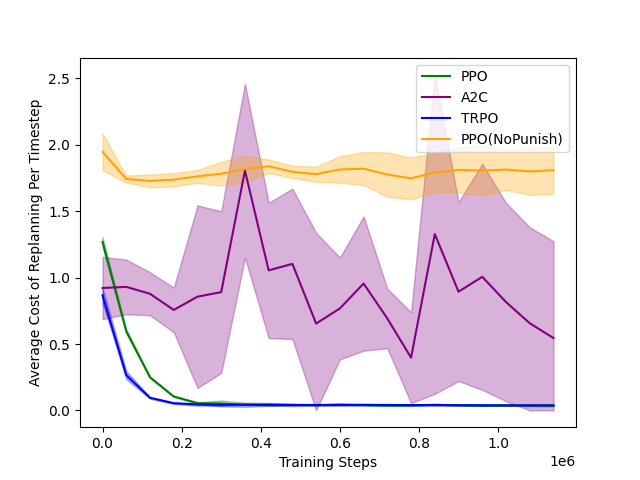 PPO
A2C
TRPO
PPO(NoPunish)
Average Cost of Replanning Per Timestep
2.5
2.0
1.5
1.0
0.5
0.0
0.0 0.2 0.4 0.6 0.8 1.0
1e6
Training Steps